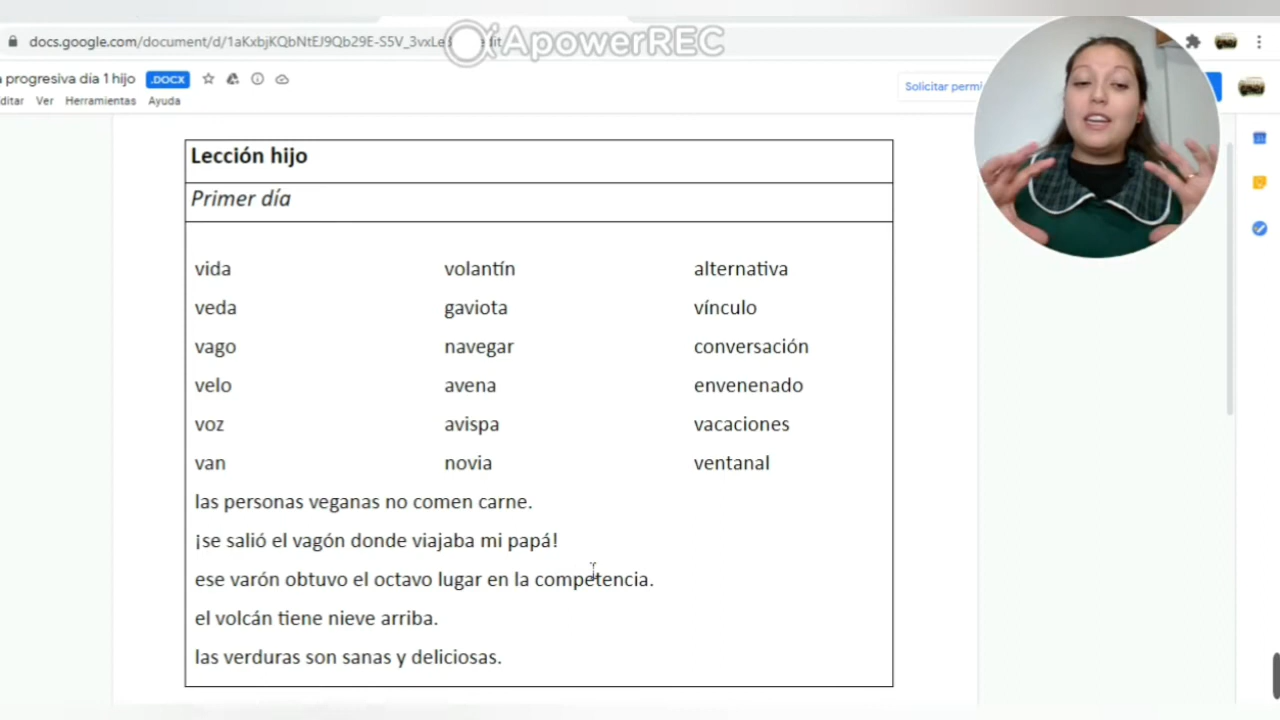 docs.google.com/document/d/1aKxbjKQbNtEJ9Qb29E-S5V_3vxLe
ApowerREC
progresiva día 1 hijo .DOCX
ditar Ver Herramientas Ayuda
Solicitar
Lección hijo
Primer día
vida volantín alternativa
veda gaviota vínculo
vago navegar conversación
velo avena envenenado
voz avispa vacaciones
van novia ventanal
las personas veganas no comen carne.
¡se salió el vagón donde viajaba mi papá!
ese varón obtuvo el octavo lugar en la competencia.
el volcán tiene nieve arriba.
las verduras son sanas y deliciosas.